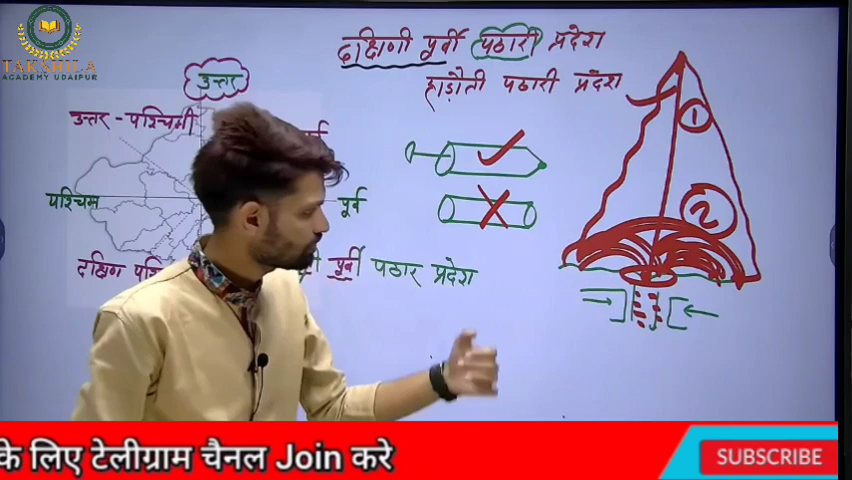 TAKSHILA
ACADEMY UDAIPUR
दक्षिणी पूर्वी पठारी प्रदेश
हाड़ौती पठारी प्रदेश
उत्तर
उत्तर - पश्चिमी
पश्चिम
पूर्व
दक्षिण
पूर्वी पठार प्रदेश
1
2
के लिए टेलीग्राम चैनल Join करे
SUBSCRIBE